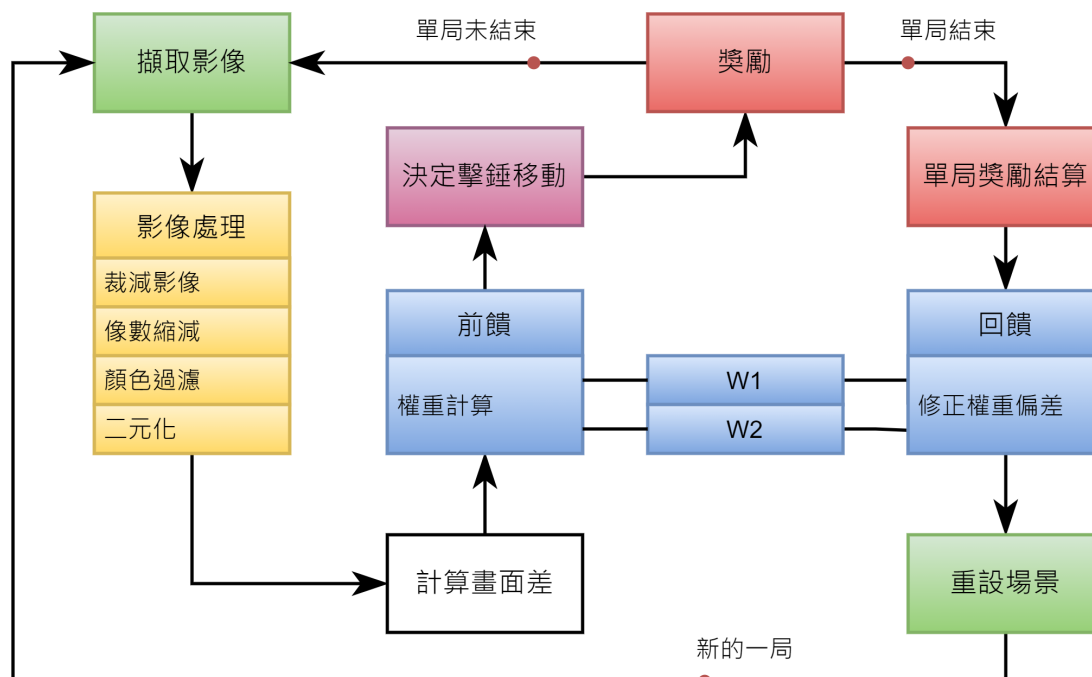 單局未結束
單局結束
擷取影像
獎勵
決定擊錘移動
單局獎勵結算
影像處理
裁減影像
像數縮減
顏色過濾
二元化
前饋
權重計算
W1
W2
回饋
修正權重偏差
計算畫面差
重設場景
新的一局